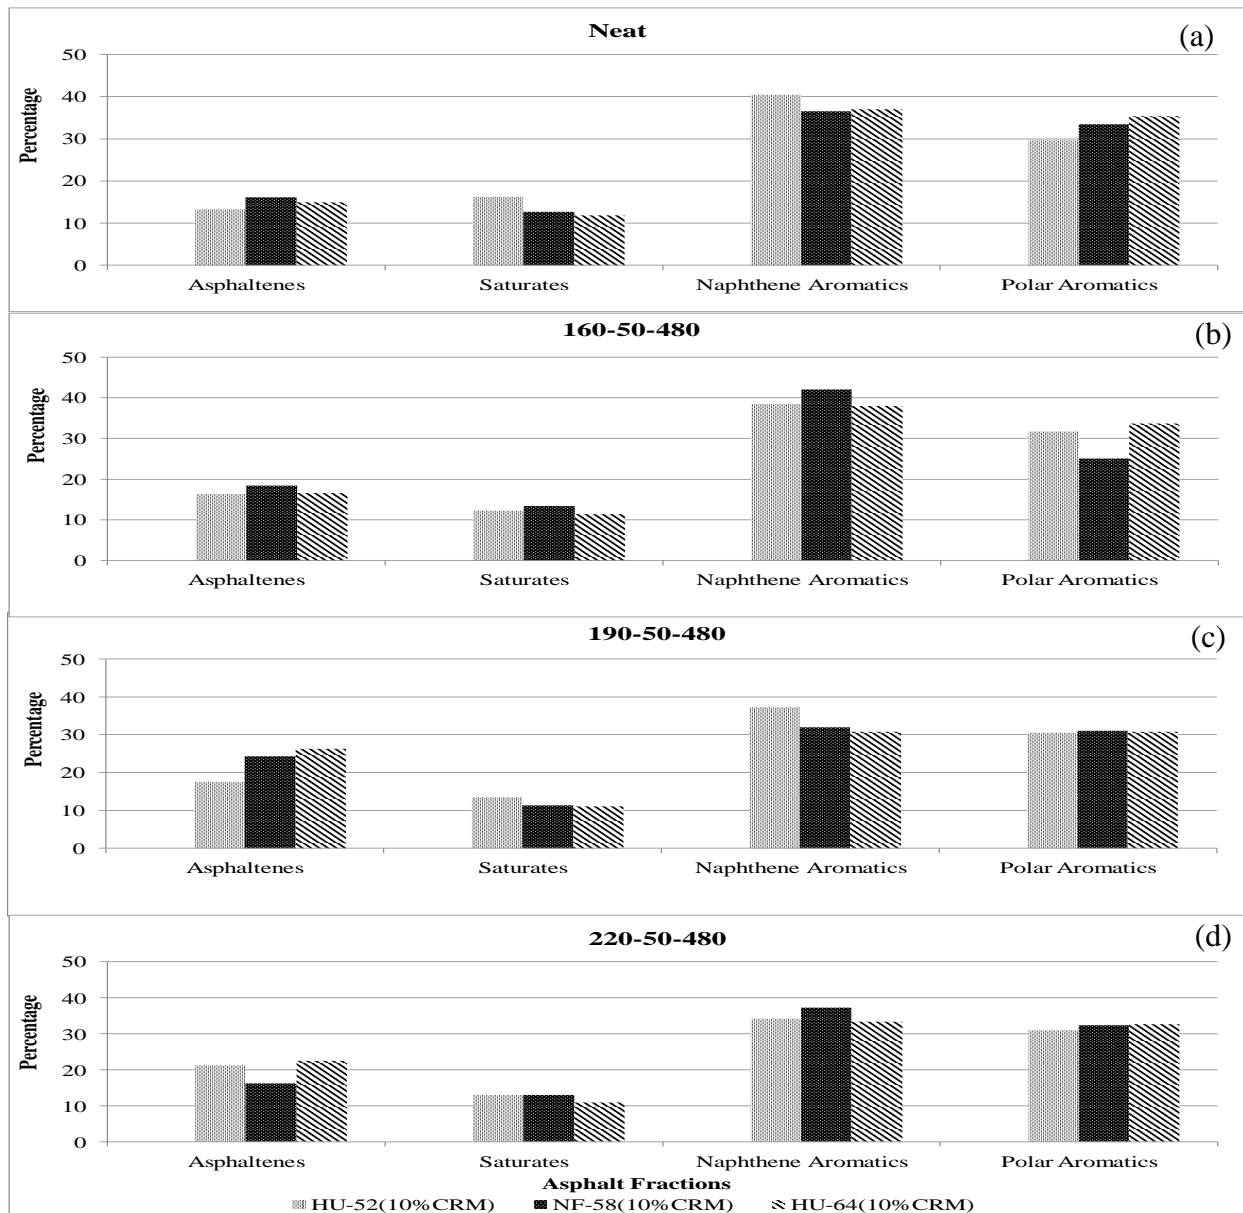 Neat
(a)
Percentage
50
40
30
20
10
0
Asphaltenes Saturates Naphthene Aromatics Polar Aromatics
160-50-480
(b)
Percentage
50
40
30
20
10
0
Asphaltenes Saturates Naphthene Aromatics Polar Aromatics
190-50-480
(c)
Percentage
50
40
30
20
10
0
Asphaltenes Saturates Naphthene Aromatics Polar Aromatics
220-50-480
(d)
Percentage
50
40
30
20
10
0
Asphaltenes Saturates Naphthene Aromatics Polar Aromatics
Asphalt Fractions
HU-52(10%CRM) NF-58(10%CRM) HU-64(10%CRM)